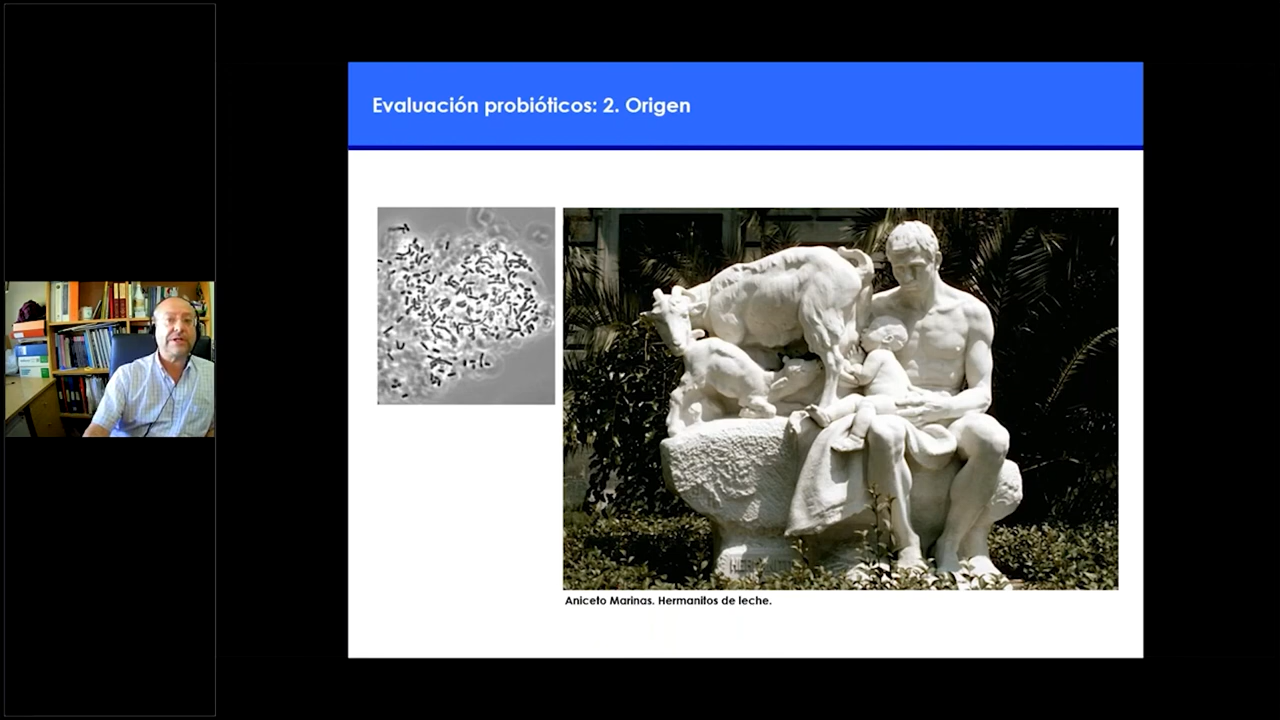 Evaluación probióticos: 2. Origen
Aniceto Marinas. Hermanitos de leche.